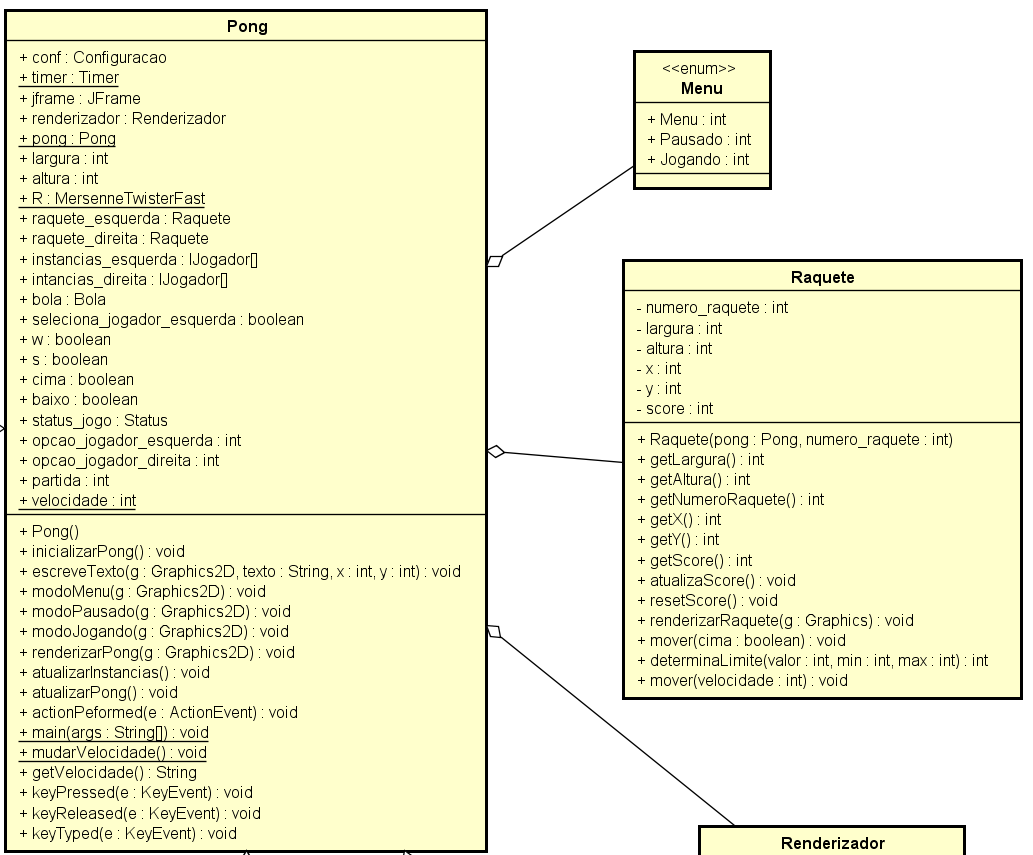 Pong
+ conf : Configuracao
+ timer : Timer
+ jframe : JFrame
+ renderizador : Renderizador
+ pong : Pong
+ largura : int
+ altura : int
+ R : MersenneTwisterFast
+ raquete_esquerda : Raquete
+ raquete_direita : Raquete
+ instancias_esquerda : IJogador[]
+ intancias_direita : IJogador[]
+ bola : Bola
+ seleciona_jogador_esquerda : boolean
+ w : boolean
+ s : boolean
+ cima : boolean
+ baixo : boolean
+ status_jogo : Status
+ opcao_jogador_esquerda : int
+ opcao_jogador_direita : int
+ partida : int
+ velocidade : int
+ Pong()
+ inicializarPong() : void
+ escreveTexto(g : Graphics2D, texto : String, x : int, y : int) : void
+ modoMenu(g : Graphics2D) : void
+ modoPausado(g : Graphics2D) : void
+ modoJogando(g : Graphics2D) : void
+ renderizarPong(g : Graphics2D) : void
+ atualizarInstancias() : void
+ atualizarPong() : void
+ actionPeformed(e : ActionEvent) : void
+ main(args : String[]) : void
+ mudarVelocidade() : void
+ getVelocidade() : String
+ keyPressed(e : KeyEvent) : void
+ keyReleased(e : KeyEvent) : void
+ keyTyped(e : KeyEvent) : void
<<enum>>
Menu
+ Menu : int
+ Pausado : int
+ Jogando : int
Raquete
- numero_raquete : int
- largura : int
- altura : int
- x : int
- y : int
- score : int
+ Raquete(pong : Pong, numero_raquete : int)
+ getLargura() : int
+ getAltura() : int
+ getNumeroRaquete() : int
+ getX() : int
+ getY() : int
+ getScore() : int
+ atualizaScore() : void
+ resetScore() : void
+ renderizarRaquete(g : Graphics) : void
+ mover(cima : boolean) : void
+ determinaLimite(valor : int, min : int, max : int) : int
+ mover(velocidade : int) : void
Renderizador